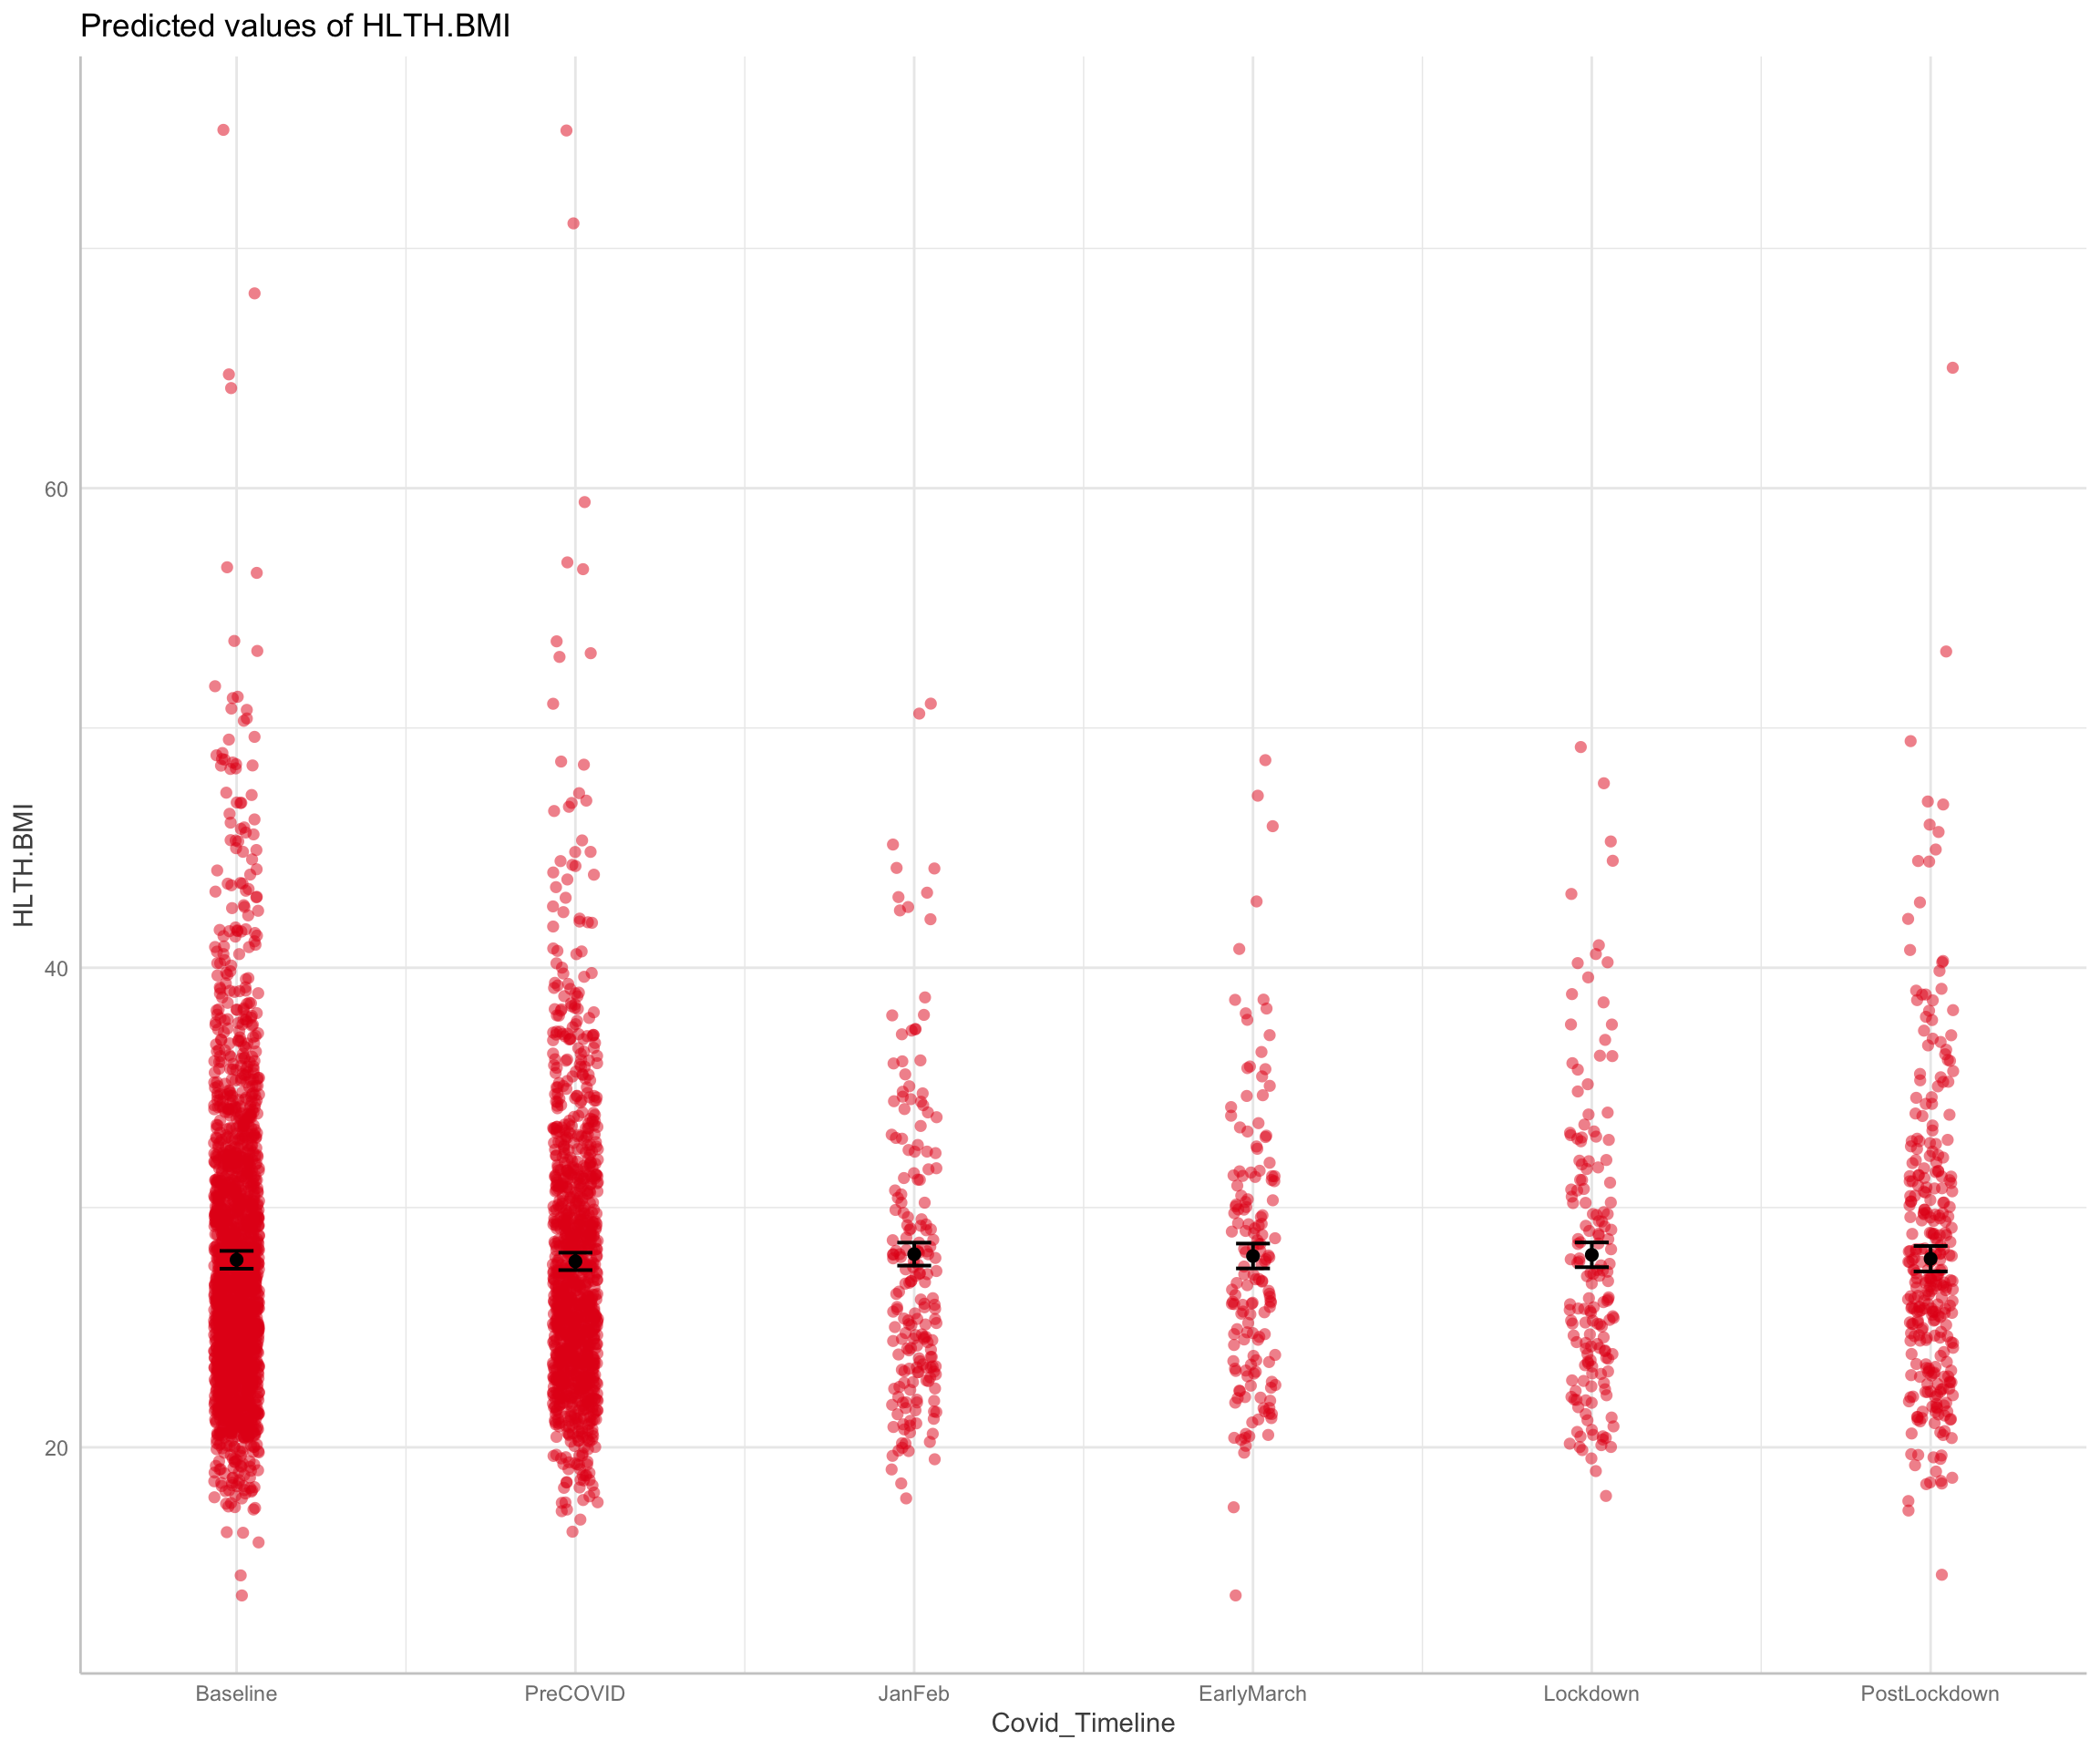 Predicted values of HLTH.BMI
HLTH.BMI
60
40
20
Baseline PreCOVID JanFeb EarlyMarch Lockdown PostLockdown
Covid_Timeline